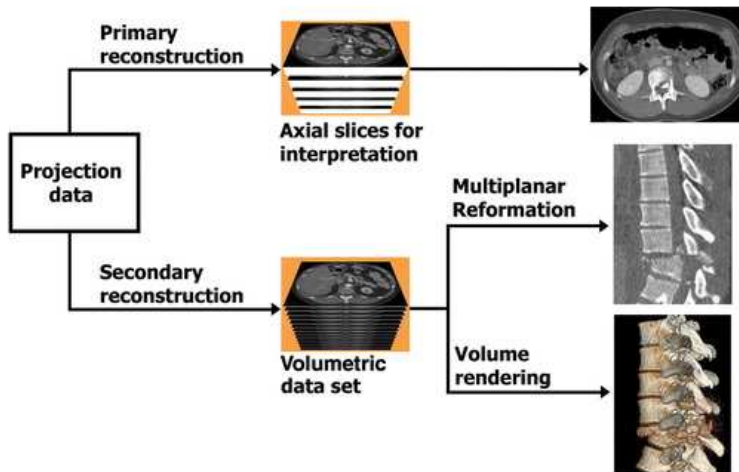 Primary
reconstruction
Axial slices for
interpretation
Projection
data
Multiplanar
Reformation
Secondary
reconstruction
Volumetric
data set
Volume
rendering